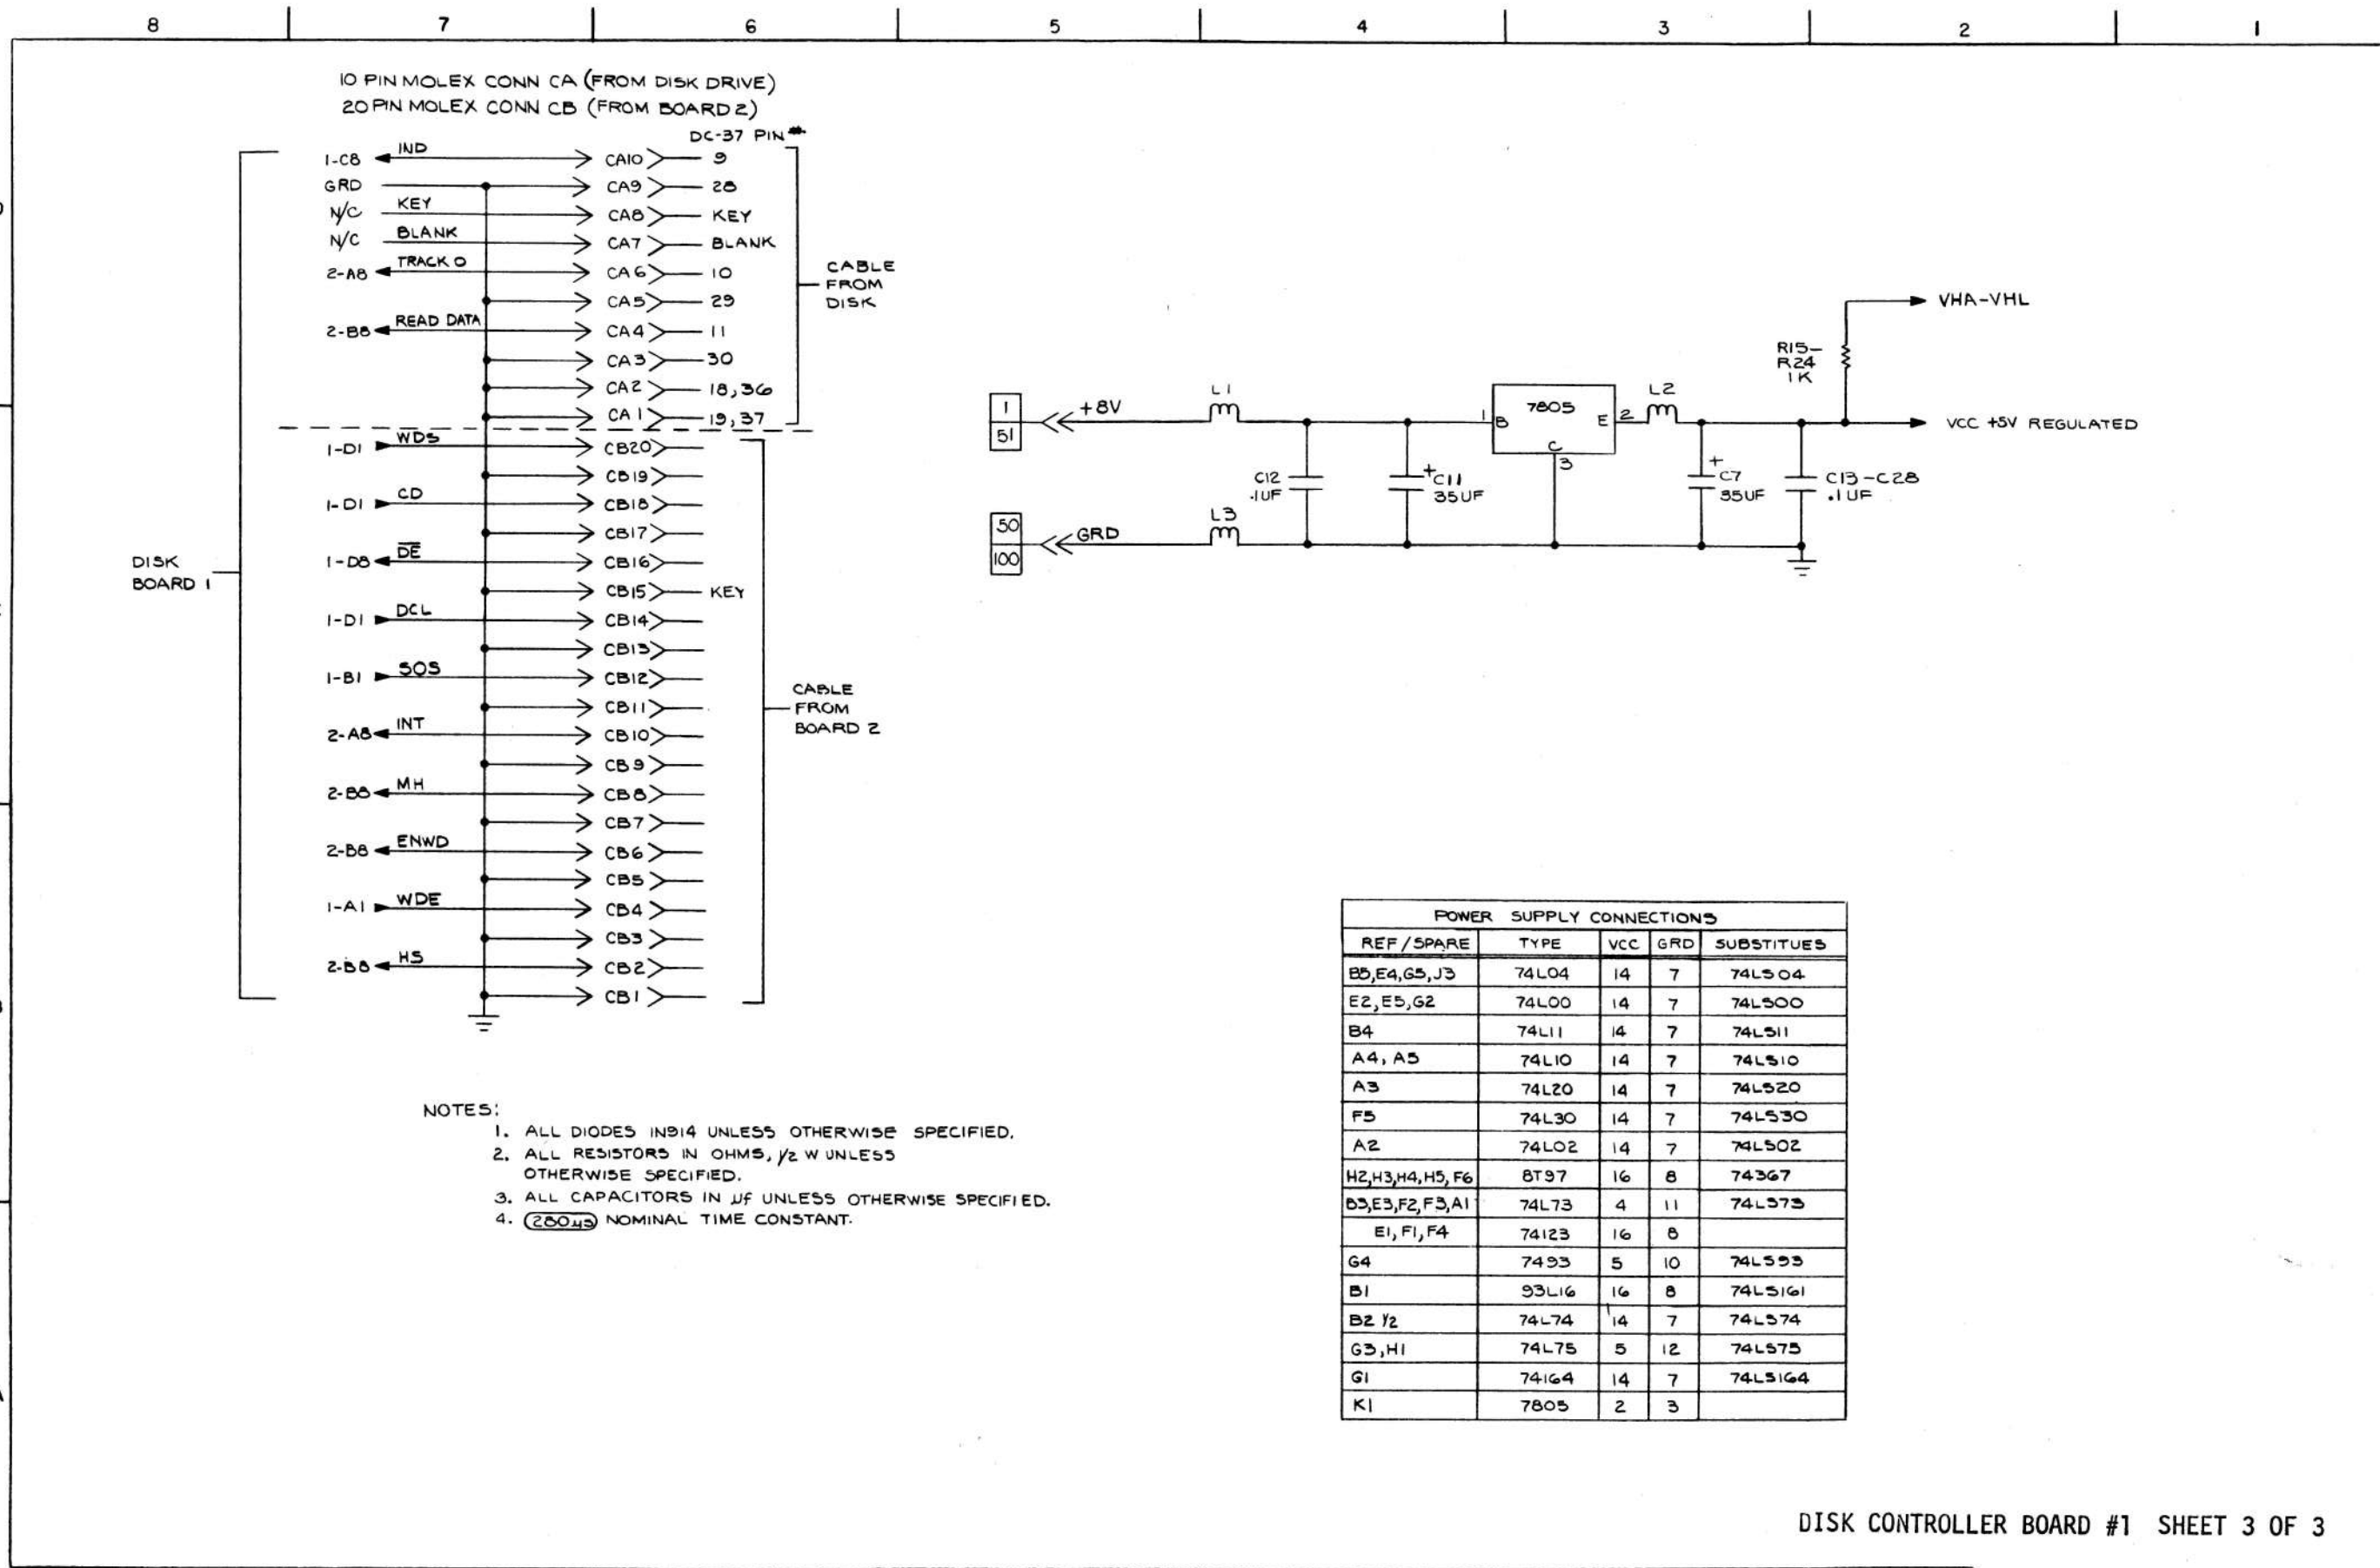 8 7 6 5 4 3 2 1
10 PIN MOLEX CONN CA (FROM DISK DRIVE)
20 PIN MOLEX CONN CB (FROM BOARD 2)
DC-37 PIN #
1-C8 IND CA10 9
GRD CA9 28
N/C KEY CA8 KEY
N/C BLANK CA7 BLANK
2-A8 TRACK 0 CA6 10
CA5 29
2-B8 READ DATA CA4 11
CA3 30
CA2 18,36
CA1 19,37
CABLE
FROM
DISK
1-D1 WDS CB20
CB19
1-D1 CD CB18
CB17
1-D8 D̅E̅ CB16
CB15 KEY
1-D1 DCL CB14
CB13
1-B1 SOS CB12
CB11
2-A8 INT CB10
CB9
2-B8 MH CB8
CB7
2-B8 ENWD CB6
CB5
1-A1 WDE CB4
CB3
2-B8 HS CB2
CB1
DISK
BOARD 1
CABLE
FROM
BOARD 2
VHA-VHL
R15-
R24
1K
1
51
+8V
L1
1 B 7805 E 2
C
3
L2
VCC +5V REGULATED
C12
.1UF
+
C11
35UF
+
C7
35UF
C13-C28
.1UF
50
100
GRD
L3
NOTES:
1. ALL DIODES IN914 UNLESS OTHERWISE SPECIFIED.
2. ALL RESISTORS IN OHMS, 1/2 W UNLESS
OTHERWISE SPECIFIED.
3. ALL CAPACITORS IN µf UNLESS OTHERWISE SPECIFIED.
4. 280µs NOMINAL TIME CONSTANT.
POWER SUPPLY CONNECTIONS
REF/SPARE TYPE VCC GRD SUBSTITUES
B5,E4,G5,J3 74L04 14 7 74LS04
E2,E5,G2 74L00 14 7 74LS00
B4 74L11 14 7 74LS11
A4, A5 74L10 14 7 74LS10
A3 74L20 14 7 74LS20
F5 74L30 14 7 74LS30
A2 74L02 14 7 74LS02
H2,H3,H4,H5,F6 8T97 16 8 74367
B3,E3,F2,F3,A1 74L73 4 11 74LS73
E1,F1,F4 74123 16 8
G4 7493 5 10 74LS93
B1 93L16 16 8 74LS161
B2 1/2 74L74 14 7 74LS74
G3,H1 74L75 5 12 74LS75
G1 74164 14 7 74LS164
K1 7805 2 3
DISK CONTROLLER BOARD #1 SHEET 3 OF 3